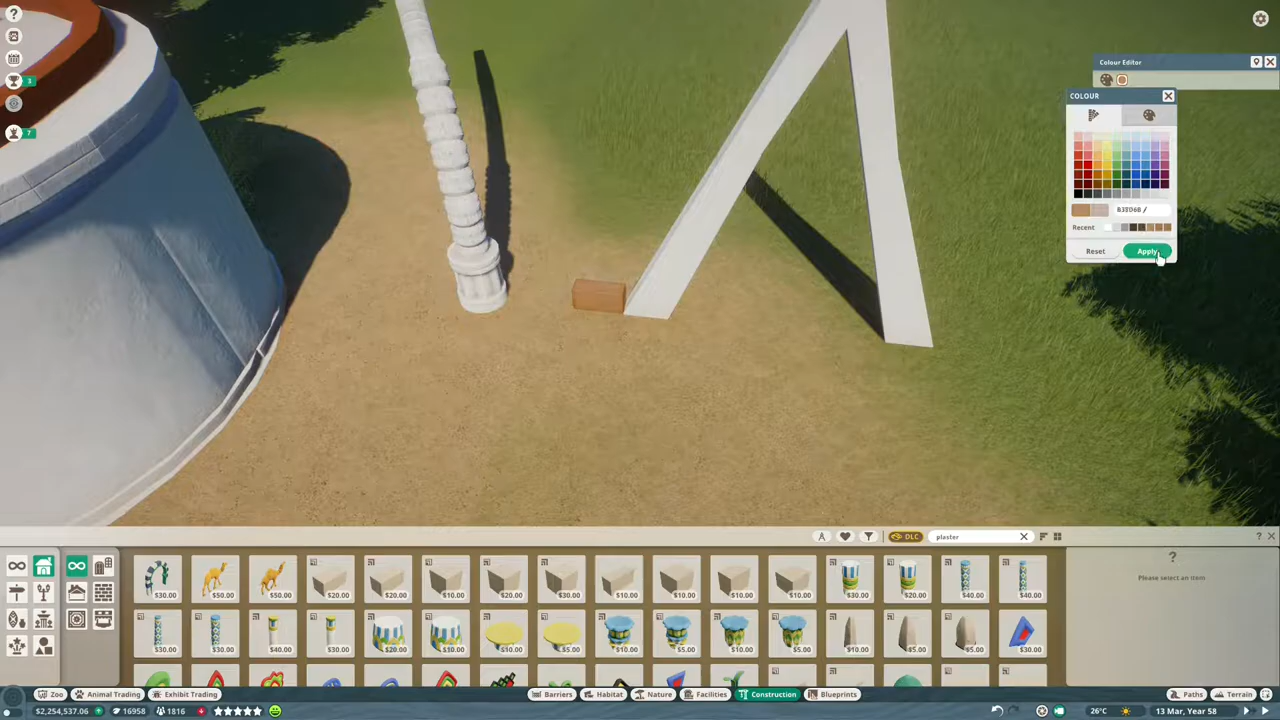 ?
3
7
Colour Editor
COLOUR
Recent
Reset
Apply
DLC
plaster
?
$30.00
$50.00
$50.00
$20.00
$20.00
$10.00
$20.00
$30.00
$10.00
$10.00
$10.00
$10.00
$30.00
$20.00
$40.00
$40.00
?
Please select an item
$30.00
$30.00
$40.00
$30.00
$20.00
$10.00
$10.00
$5.00
$10.00
$5.00
$10.00
$5.00
$10.00
$5.00
$5.00
$30.00
Zoo
Animal Trading
Exhibit Trading
Barriers
Habitat
Nature
Facilities
Construction
Blueprints
Paths
Terrain
$2,254,537.06
16958
1816
26°C
13 Mar, Year 58